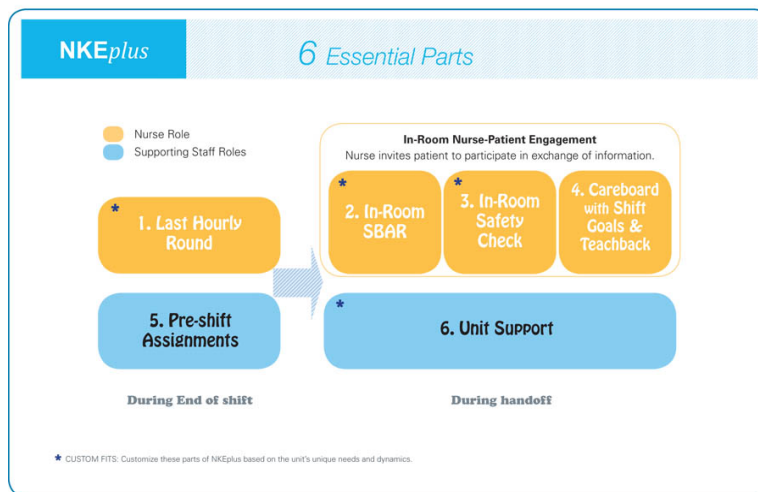 NKEplus
6 Essential Parts
Nurse Role
Supporting Staff Roles
In-Room Nurse-Patient Engagement
Nurse invites patient to participate in exchange of information.
* 1. Last Hourly
Round
* 2. In-Room
SBAR
* 3. In-Room
Safety
Check
4. Careboard
with Shift
Goals &
Teachback
5. Pre-shift
Assignments
* 6. Unit Support
During End of shift
During handoff
* CUSTOM FITS: Customize these parts of NKEplus based on the unit's unique needs and dynamics.